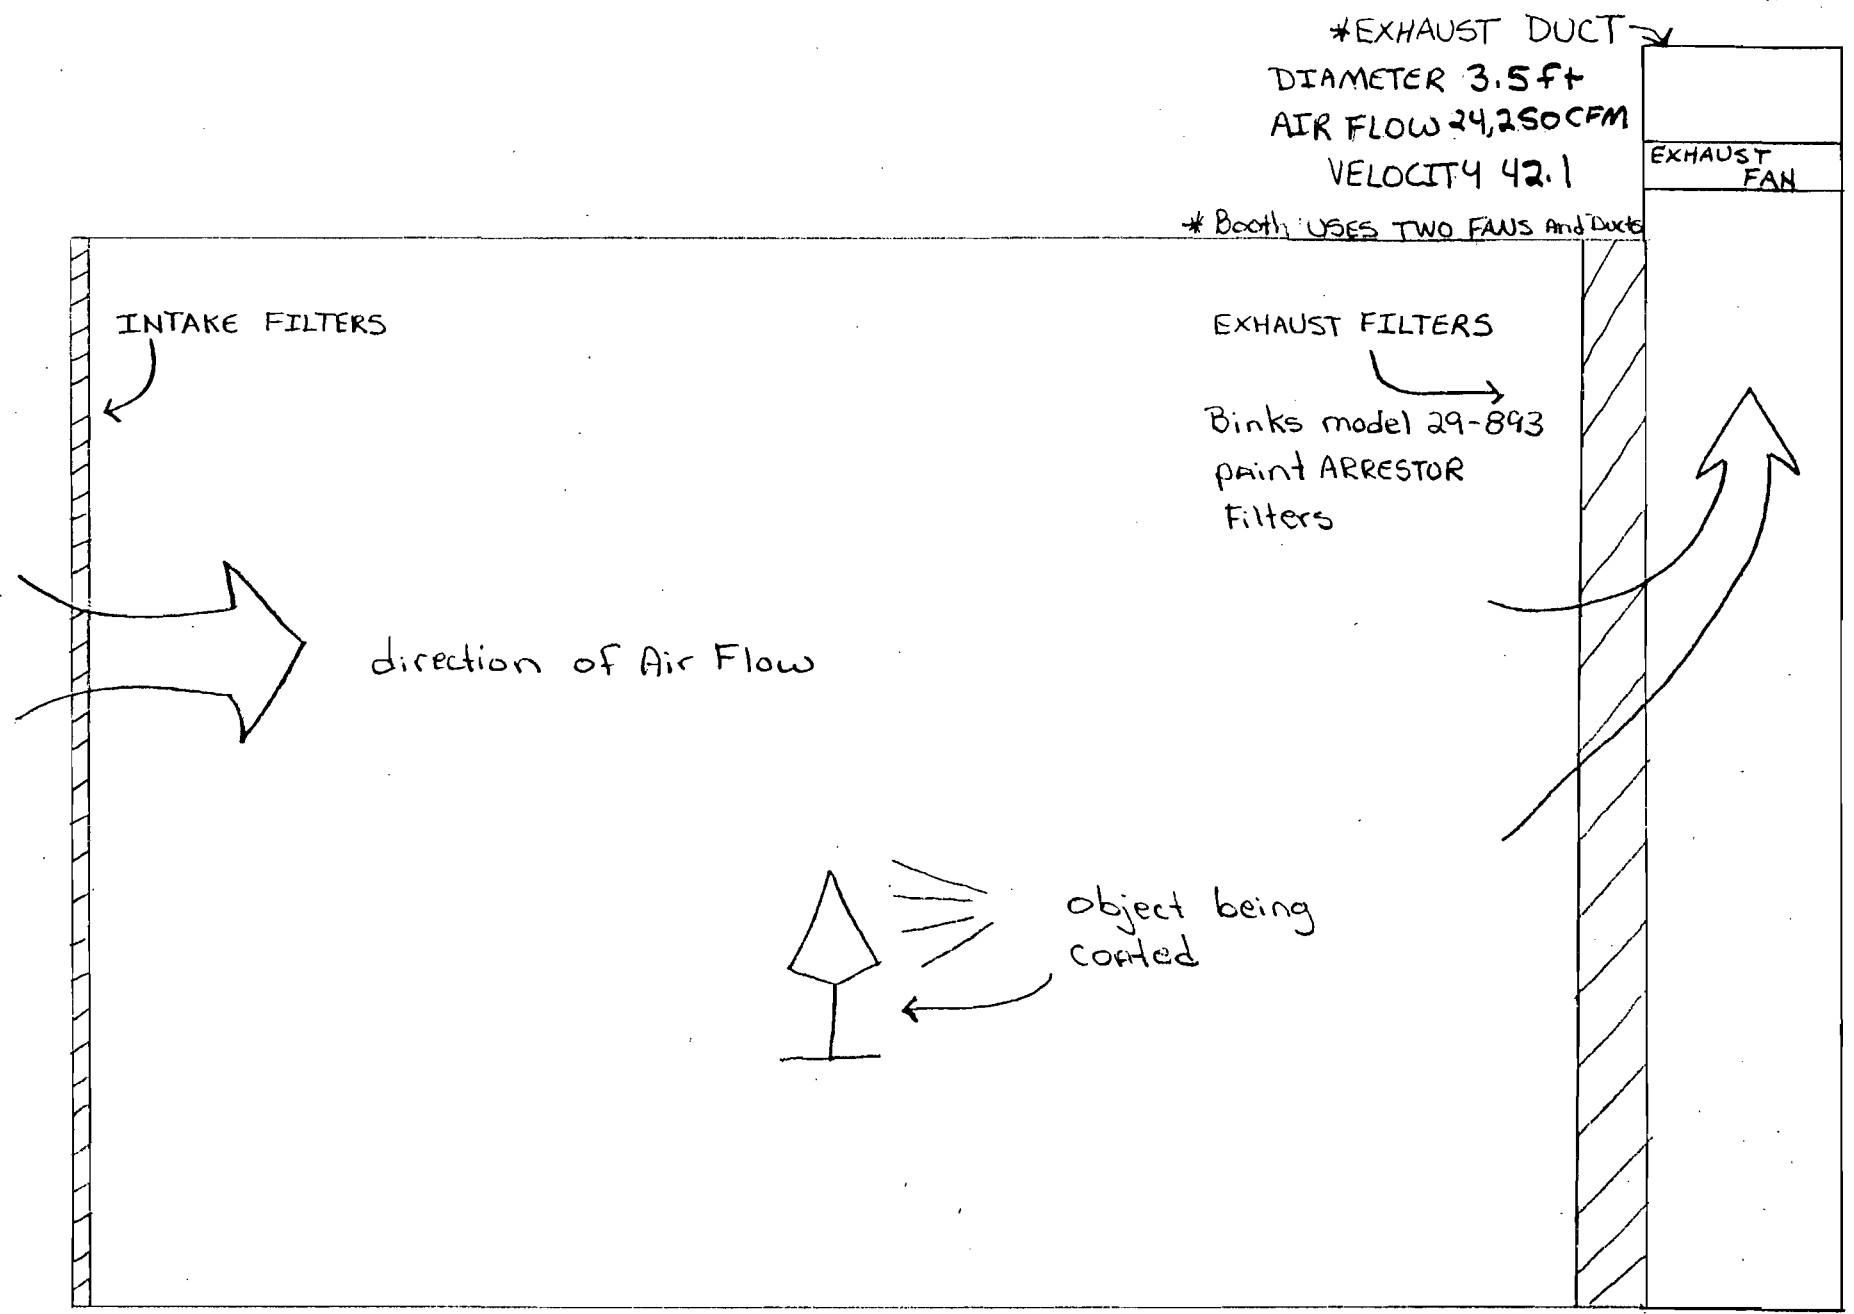 *EXHAUST DUCT
DIAMETER 3.5ft
AIR FLOW 24,250CFM
VELOCITY 42.1
EXHAUST
FAN
* Booth USES TWO FANS And Ducts
INTAKE FILTERS
EXHAUST FILTERS
Binks model 29-893
paint ARRESTOR
Filters
direction of Air Flow
object being
coated